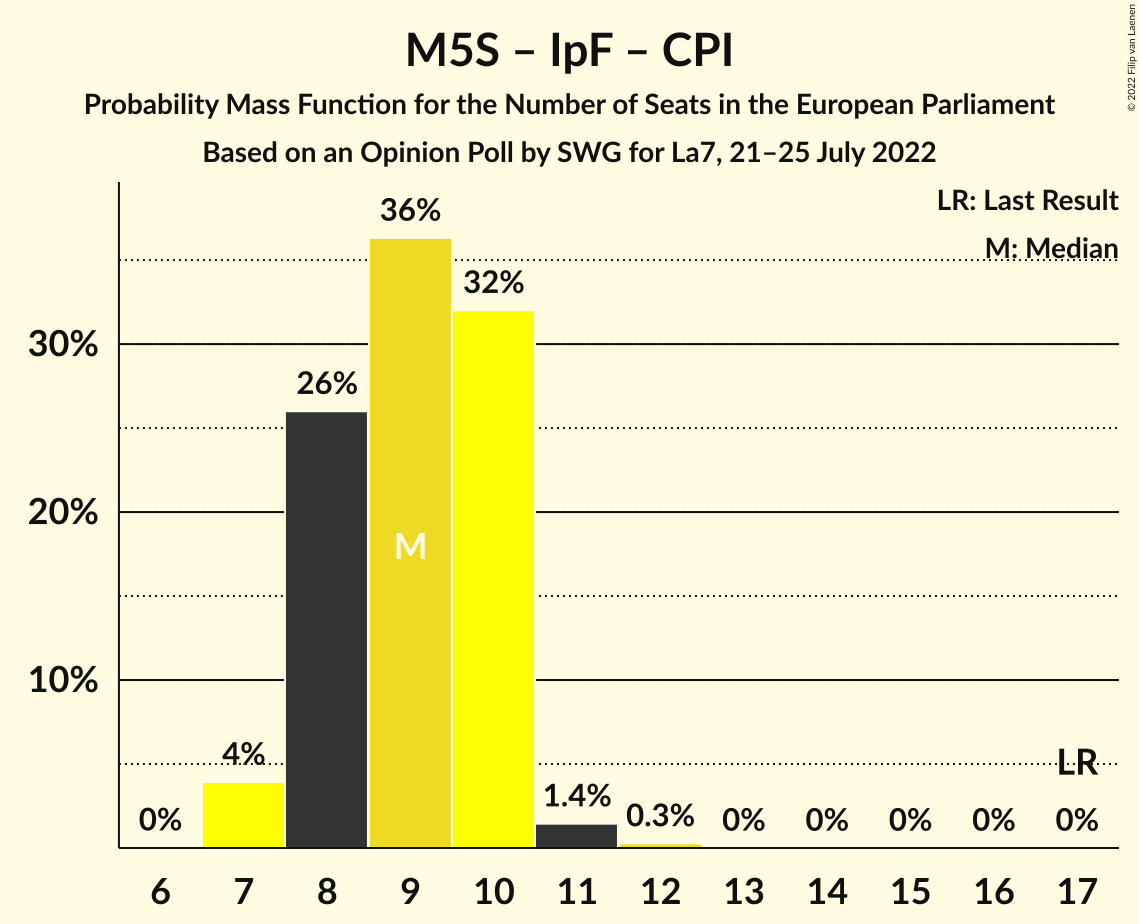 M5S – IpF – CPI
Probability Mass Function for the Number of Seats in the European Parliament
Based on an Opinion Poll by SWG for La7, 21–25 July 2022
© 2022 Filip van Laenen
LR: Last Result
M: Median
30%
20%
10%
0%
4%
26%
36%
32%
1.4%
0.3%
0%
0%
0%
0%
0%
M
LR
6 7 8 9 10 11 12 13 14 15 16 17